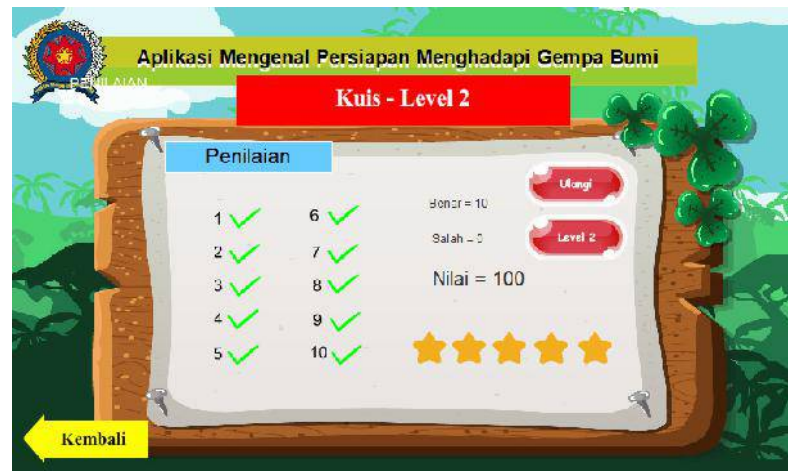 Aplikasi Mengenal Persiapan Menghadapi Gempa Bumi
PENILAIAN
Kuis - Level 2
Penilaian
Ulangi
Benar = 10
1 6
Level 2
Salah = 0
2 7
Nilai = 100
3 8
4 9
5 10
Kembali